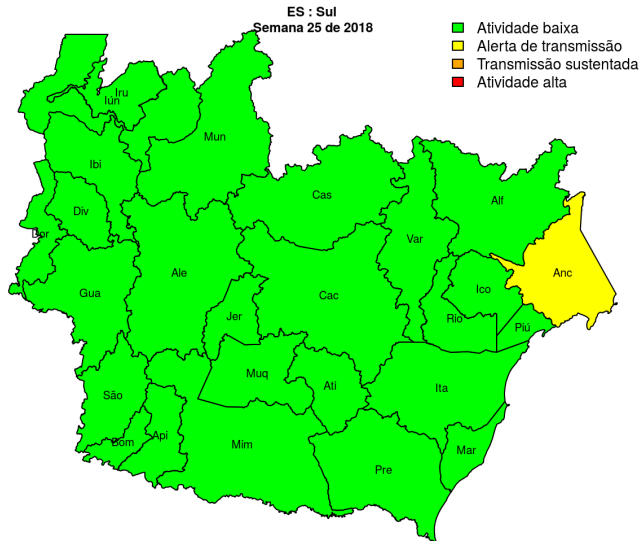 ES : Sul
Semana 25 de 2018
Atividade baixa
Alerta de transmissão
Transmissão sustentada
Atividade alta
Iru
Iún
Mun
Ibi
Cas
Alf
Div
Dor
Var
Ale
Anc
Gua
Cac
Ico
Jer
Rio
Piú
Muq
Ati
Ita
São
Api
Bom
Mim
Mar
Pre